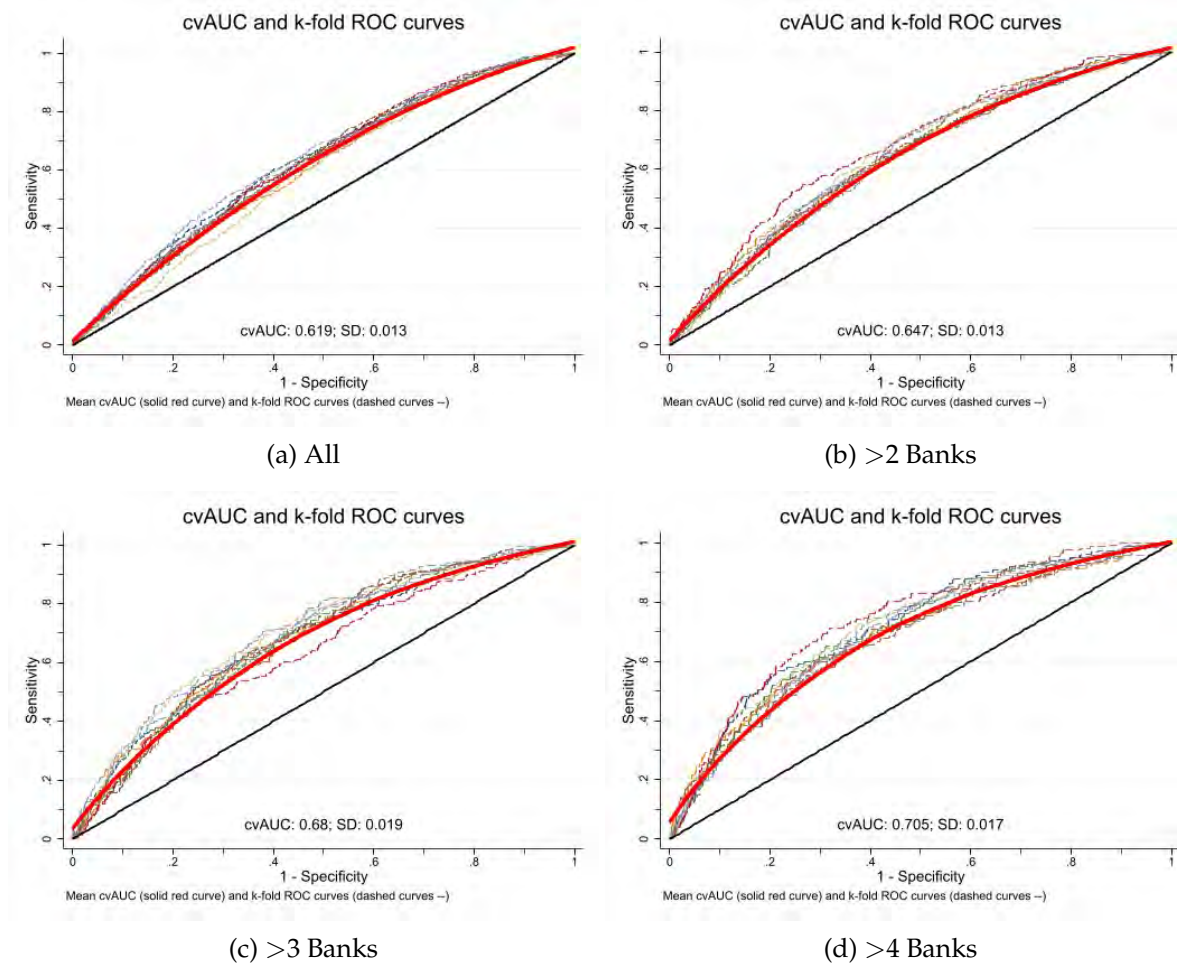 cvAUC and k-fold ROC curves
Sensitivity
0 .2 .4 .6 .8 1
cvAUC: 0.619; SD: 0.013
0 .2 .4 .6 .8 1
1 - Specificity
Mean cvAUC (solid red curve) and k-fold ROC curves (dashed curves --)
(a) All
cvAUC and k-fold ROC curves
Sensitivity
0 .2 .4 .6 .8 1
cvAUC: 0.647; SD: 0.013
0 .2 .4 .6 .8 1
1 - Specificity
Mean cvAUC (solid red curve) and k-fold ROC curves (dashed curves --)
(b) >2 Banks
cvAUC and k-fold ROC curves
Sensitivity
0 .2 .4 .6 .8 1
cvAUC: 0.68; SD: 0.019
0 .2 .4 .6 .8 1
1 - Specificity
Mean cvAUC (solid red curve) and k-fold ROC curves (dashed curves --)
(c) >3 Banks
cvAUC and k-fold ROC curves
Sensitivity
0 .2 .4 .6 .8 1
cvAUC: 0.705; SD: 0.017
0 .2 .4 .6 .8 1
1 - Specificity
Mean cvAUC (solid red curve) and k-fold ROC curves (dashed curves --)
(d) >4 Banks